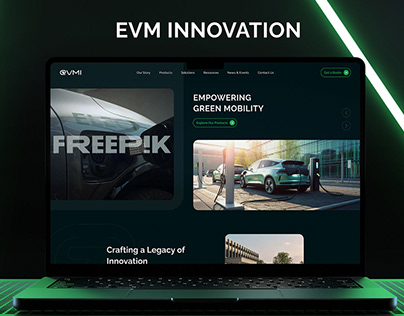 EVM INNOVATION
EVMI
Our Story Products Solutions Resources News & Events Contact Us
Get a Quote
EMPOWERING
GREEN MOBILITY
Explore Our Products
FREEP!K
Crafting a Legacy of
Innovation